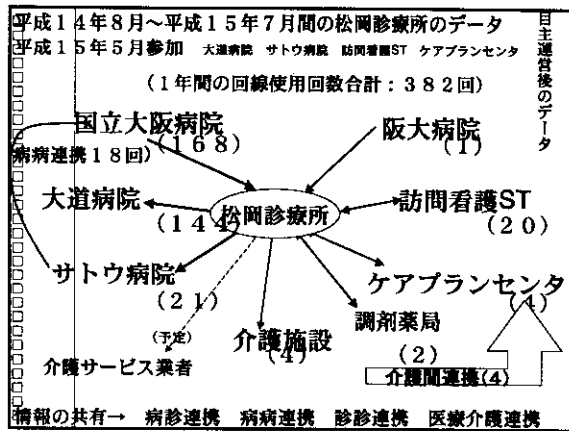 平成14年8月～平成15年7月間の松岡診療所のデータ
平成15年5月参加 大道病院 サトウ病院 訪問看護ST ケアプランセンタ
自主運営後のデータ
(1年間の回線使用回数合計:382回)
国立大阪病院
(168)
阪大病院
(1)
病病連携18回)
大道病院
(144)
松岡診療所
訪問看護ST
(20)
サトウ病院
(21)
ケアプランセンタ
(4)
(予定)
介護施設
(4)
調剤薬局
(2)
介護サービス業者
介護間連携(4)
情報の共有→ 病診連携 病病連携 診診連携 医療介護連携